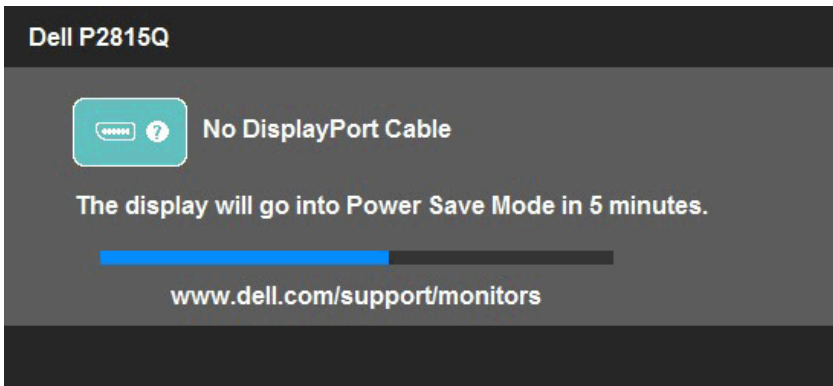 Dell P2815Q
? No DisplayPort Cable
The display will go into Power Save Mode in 5 minutes.
www.dell.com/support/monitors